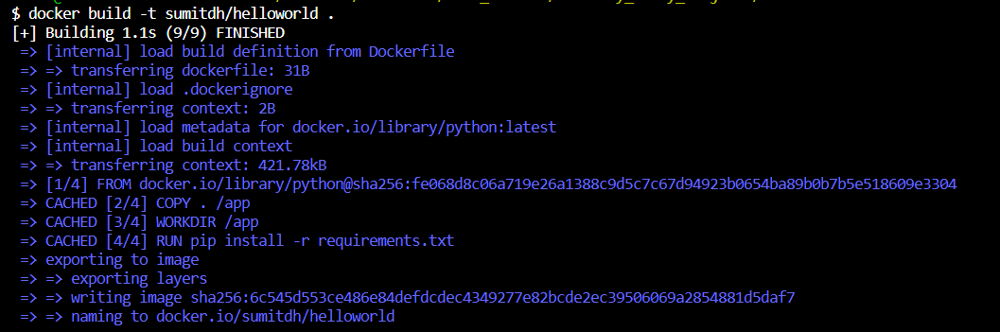 $ docker build -t sumitdh/helloworld .
[+] Building 1.1s (9/9) FINISHED
=> [internal] load build definition from Dockerfile
=> => transferring dockerfile: 31B
=> [internal] load .dockerignore
=> => transferring context: 2B
=> [internal] load metadata for docker.io/library/python:latest
=> [internal] load build context
=> => transferring context: 421.78kB
=> [1/4] FROM docker.io/library/python@sha256:fe068d8c06a719e26a1388c9d5c7c67d94923b0654ba89b0b7b5e518609e3304
=> CACHED [2/4] COPY . /app
=> CACHED [3/4] WORKDIR /app
=> CACHED [4/4] RUN pip install -r requirements.txt
=> exporting to image
=> => exporting layers
=> => writing image sha256:6c545d553ce486e84defdcdec4349277e82bcde2ec39506069a2854881d5daf7
=> => naming to docker.io/sumitdh/helloworld